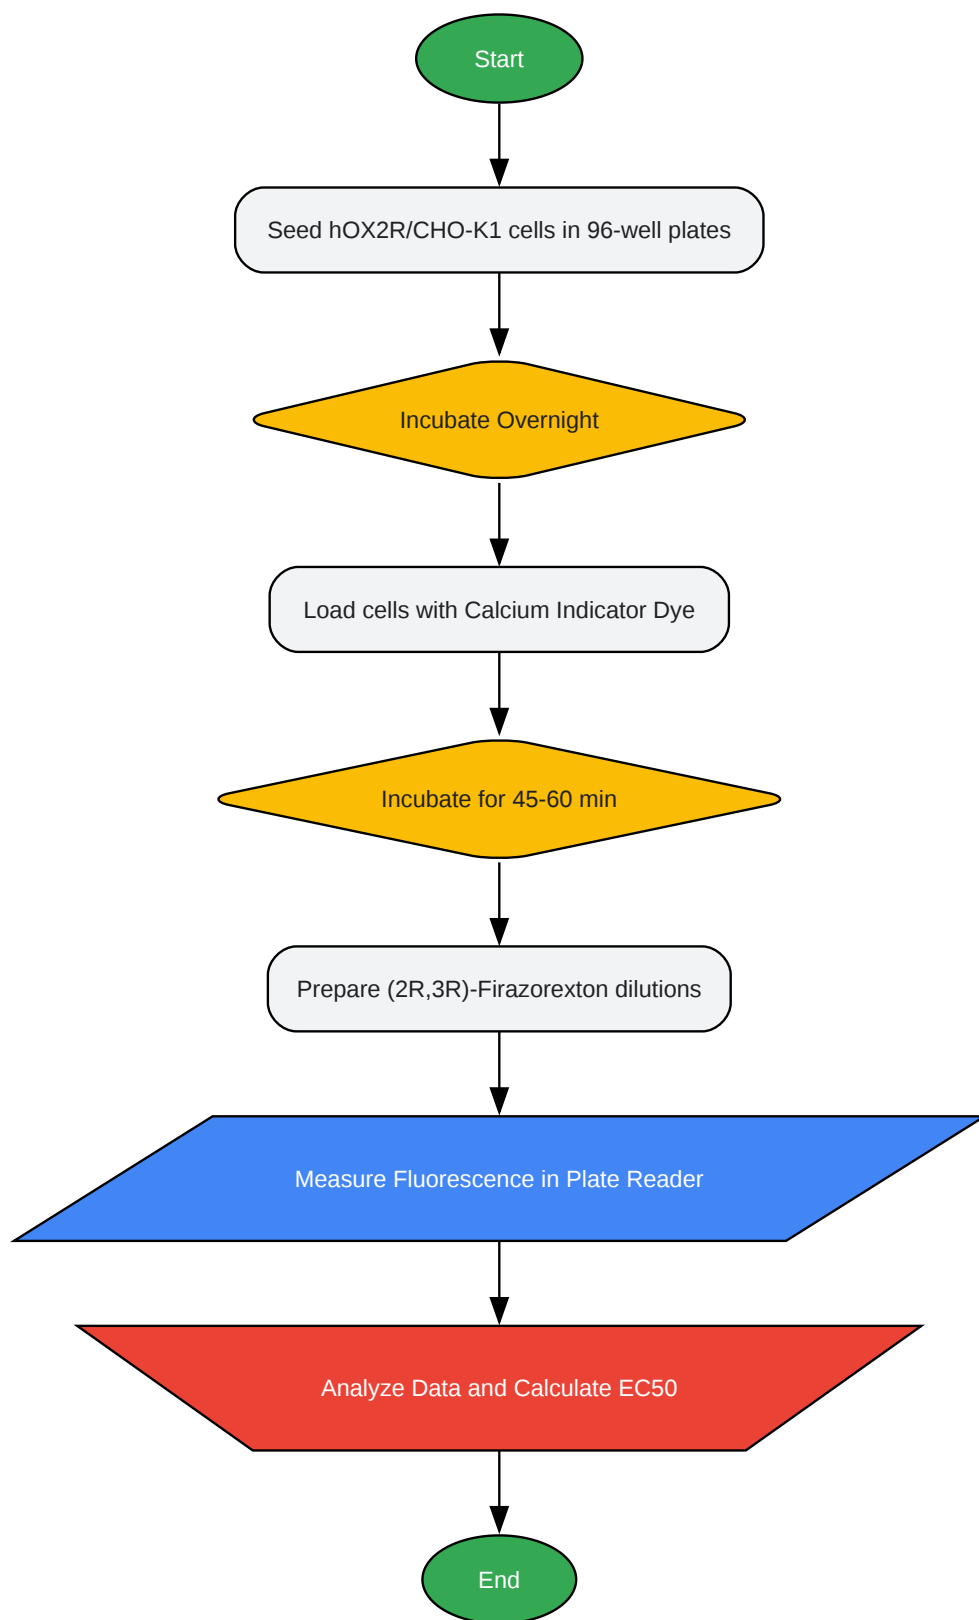 Start
Seed hOX2R/CHO-K1 cells in 96-well plates
Incubate Overnight
Load cells with Calcium Indicator Dye
Incubate for 45-60 min
Prepare (2R,3R)-Firazorexton dilutions
Measure Fluorescence in Plate Reader
Analyze Data and Calculate EC50
End